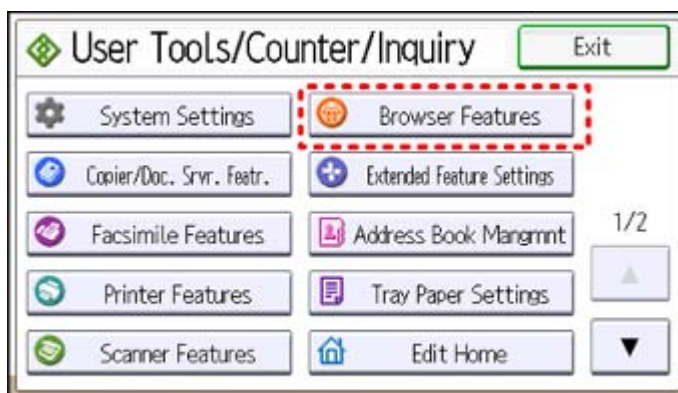 User Tools/Counter/Inquiry
Exit
System Settings
Browser Features
Copier/Doc. Srvr. Featr.
Extended Feature Settings
Facsimile Features
Address Book Mangmnt
1/2
Printer Features
Tray Paper Settings
Scanner Features
Edit Home